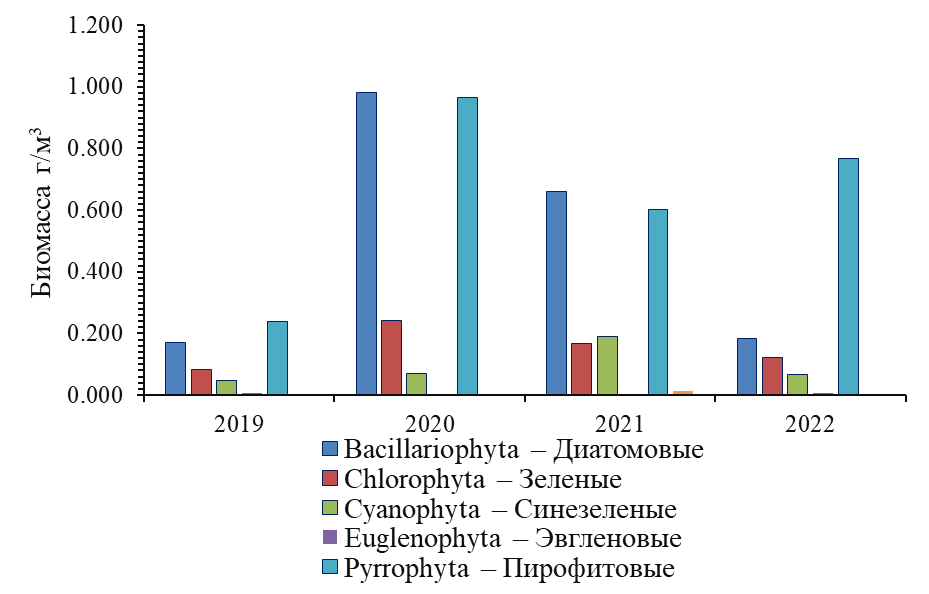 1.200
1.000
0.800
0.600
0.400
0.200
0.000
Биомасса г/м³
2019 2020 2021 2022
Bacillariophyta – Диатомовые
Chlorophyta – Зеленые
Cyanophyta – Синезеленые
Euglenophyta – Эвгленовые
Pyrrophyta – Пирофитовые